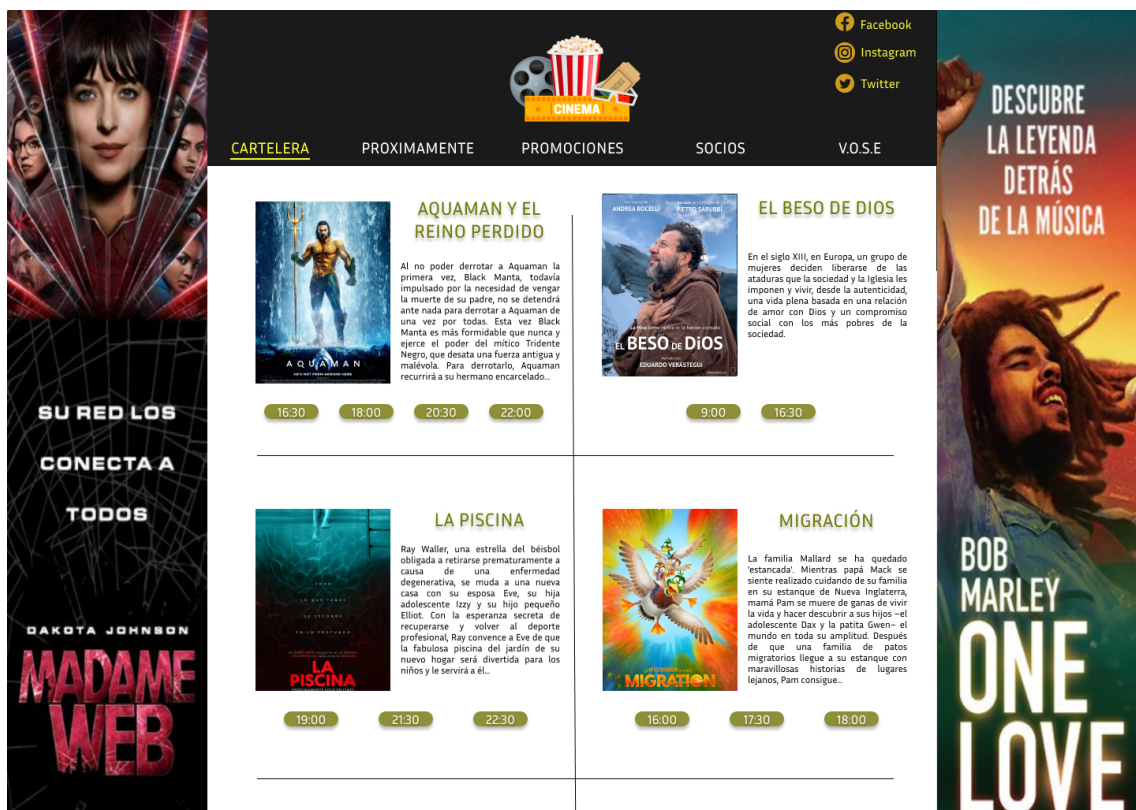 Facebook
Instagram
Twitter
CINEMA
CARTELERA PROXIMAMENTE PROMOCIONES SOCIOS V.O.S.E
SU RED LOS
CONECTA A
TODOS
DAKOTA JOHNSON
MADAME
WEB
AQUAMAN
AQUAMAN Y EL
REINO PERDIDO
Al no poder derrotar a Aquaman la
primera vez, Black Manta, todavía
impulsado por la necesidad de vengar
la muerte de su padre, no se detendrá
ante nada para derrotar a Aquaman de
una vez por todas. Esta vez Black
Manta es más formidable que nunca y
ejerce el poder del mítico Tridente
Negro, que desata una fuerza antigua y
malévola. Para derrotarlo, Aquaman
recurrirá a su hermano encarcelado...
16:30 18:00 20:30 22:00
ANDREA BOCELLI PIETRO SARUBBI
EL BESO DE DiOS
EDUARDO VERÁSTEGUI
EL BESO DE DIOS
En el siglo XIII, en Europa, un grupo de
mujeres deciden liberarse de las
ataduras que la sociedad y la Iglesia les
imponen y vivir, desde la autenticidad,
una vida plena basada en una relación
de amor con Dios y un compromiso
social con los más pobres de la
sociedad.
9:00 16:30
TODO
LO QUE TEMES
SE ESCONDE
EN LO PROFUNDO
LA
PISCINA
LA PISCINA
Ray Waller, una estrella del béisbol
obligada a retirarse prematuramente a
causa de una enfermedad
degenerativa, se muda a una nueva
casa con su esposa Eve, su hija
adolescente Izzy y su hijo pequeño
Elliot. Con la esperanza secreta de
recuperarse y volver al deporte
profesional, Ray convence a Eve de que
la fabulosa piscina del jardín de su
nuevo hogar será divertida para los
niños y le servirá a él...
19:00 21:30 22:30
MIGRATION
MIGRACIÓN
La familia Mallard se ha quedado
'estancada'. Mientras papá Mack se
siente realizado cuidando de su familia
en su estanque de Nueva Inglaterra,
mamá Pam se muere de ganas de vivir
la vida y hacer descubrir a sus hijos –el
adolescente Dax y la patita Gwen– el
mundo en toda su amplitud. Después
de que una familia de patos
migratorios llegue a su estanque con
maravillosas historias de lugares
lejanos, Pam consigue...
16:00 17:30 18:00
DESCUBRE
LA LEYENDA
DETRÁS
DE LA MÚSICA
BOB
MARLEY
ONE
LOVE